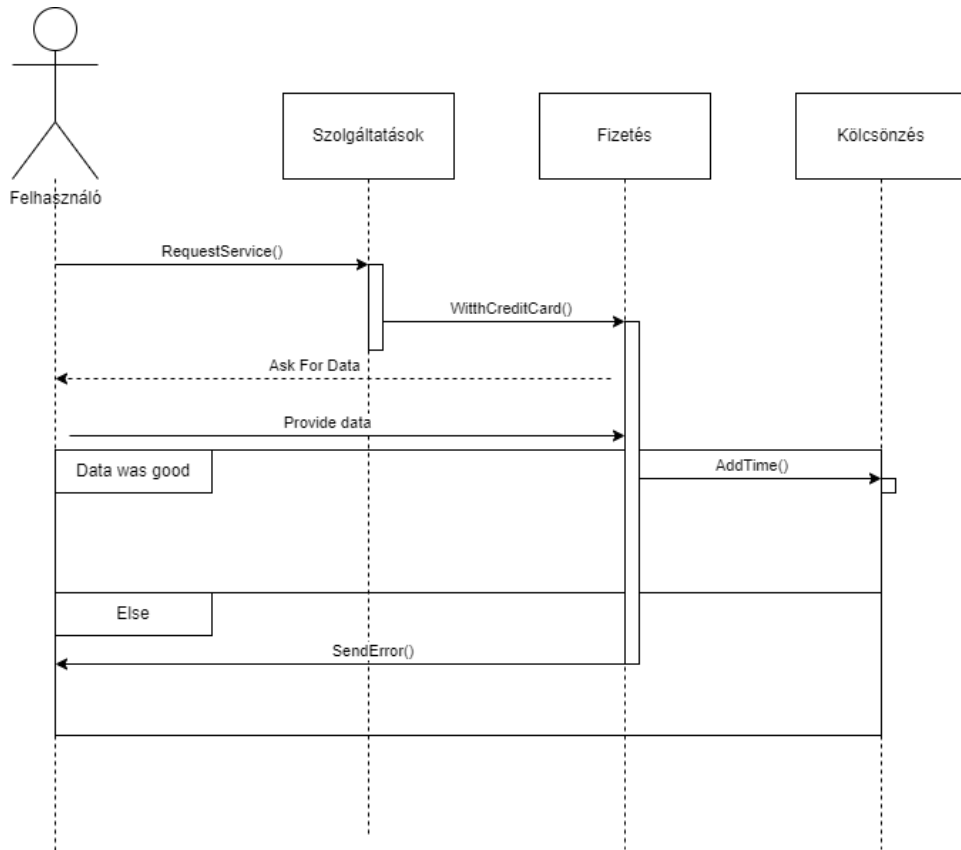 Szolgáltatások
Fizetés
Kölcsönzés
Felhasználó
RequestService()
WitthCreditCard()
Ask For Data
Provide data
Data was good
AddTime()
Else
SendError()